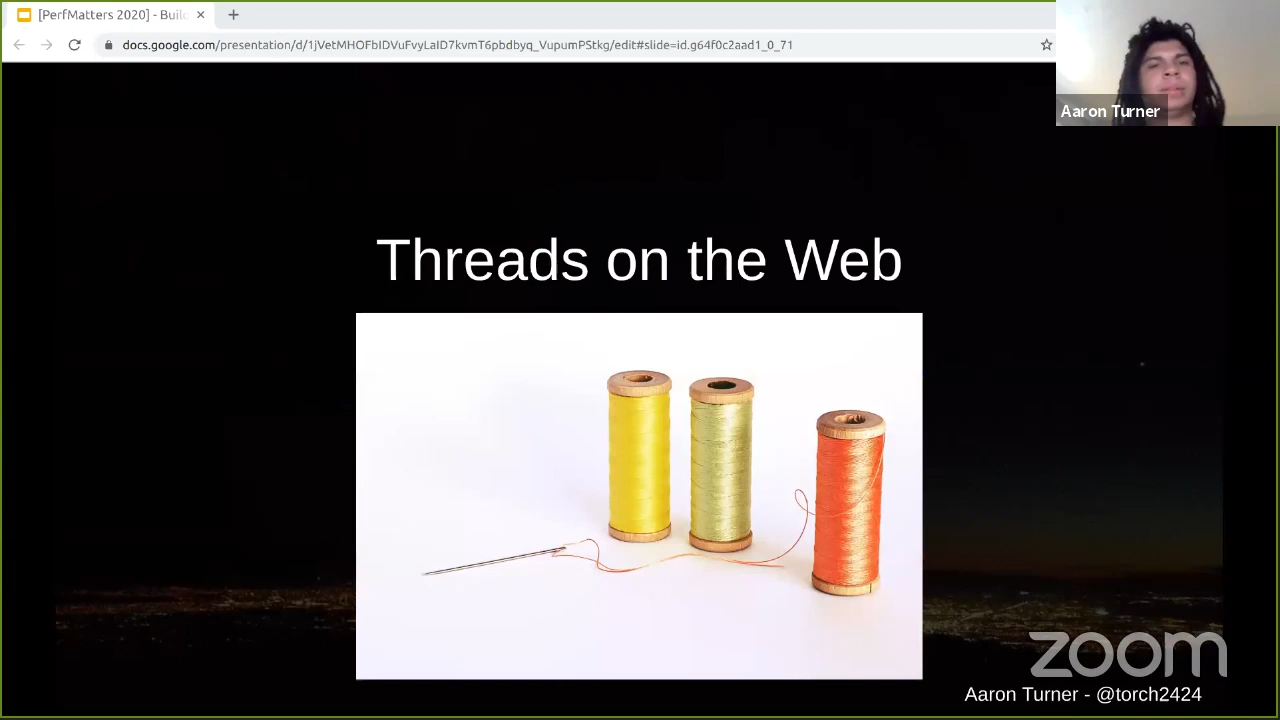 [PerfMatters 2020] - Buil
docs.google.com/presentation/d/1jVetMHOFbIDVuFvyLaID7kvmT6pbdbyq_VupumPStkg/edit#slide=id.g64f0c2aad1_0_71
Aaron Turner
Threads on the Web
zoom
Aaron Turner - @torch2424